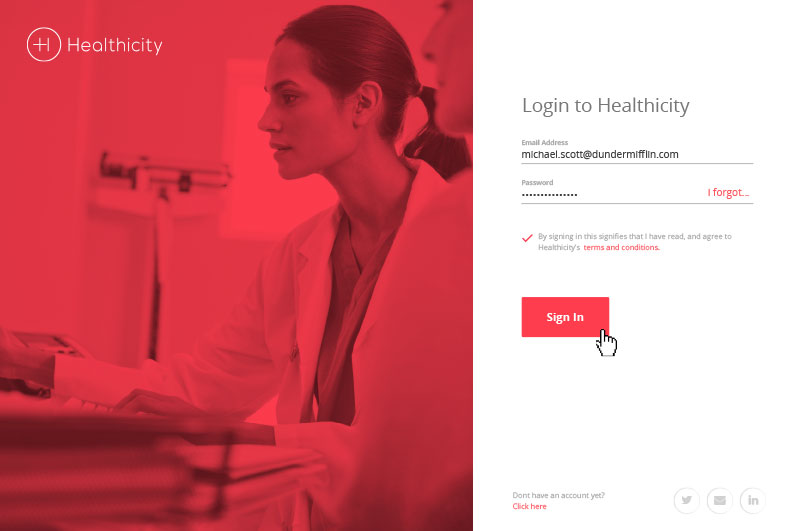 Healthicity
Login to Healthicity
Email Address
michael.scott@dundermifflin.com
Password
••••••••••••••• I forgot...
By signing in this signifies that I have read, and agree to
Healthicity's terms and conditions.
Sign In
Dont have an account yet?
Click here